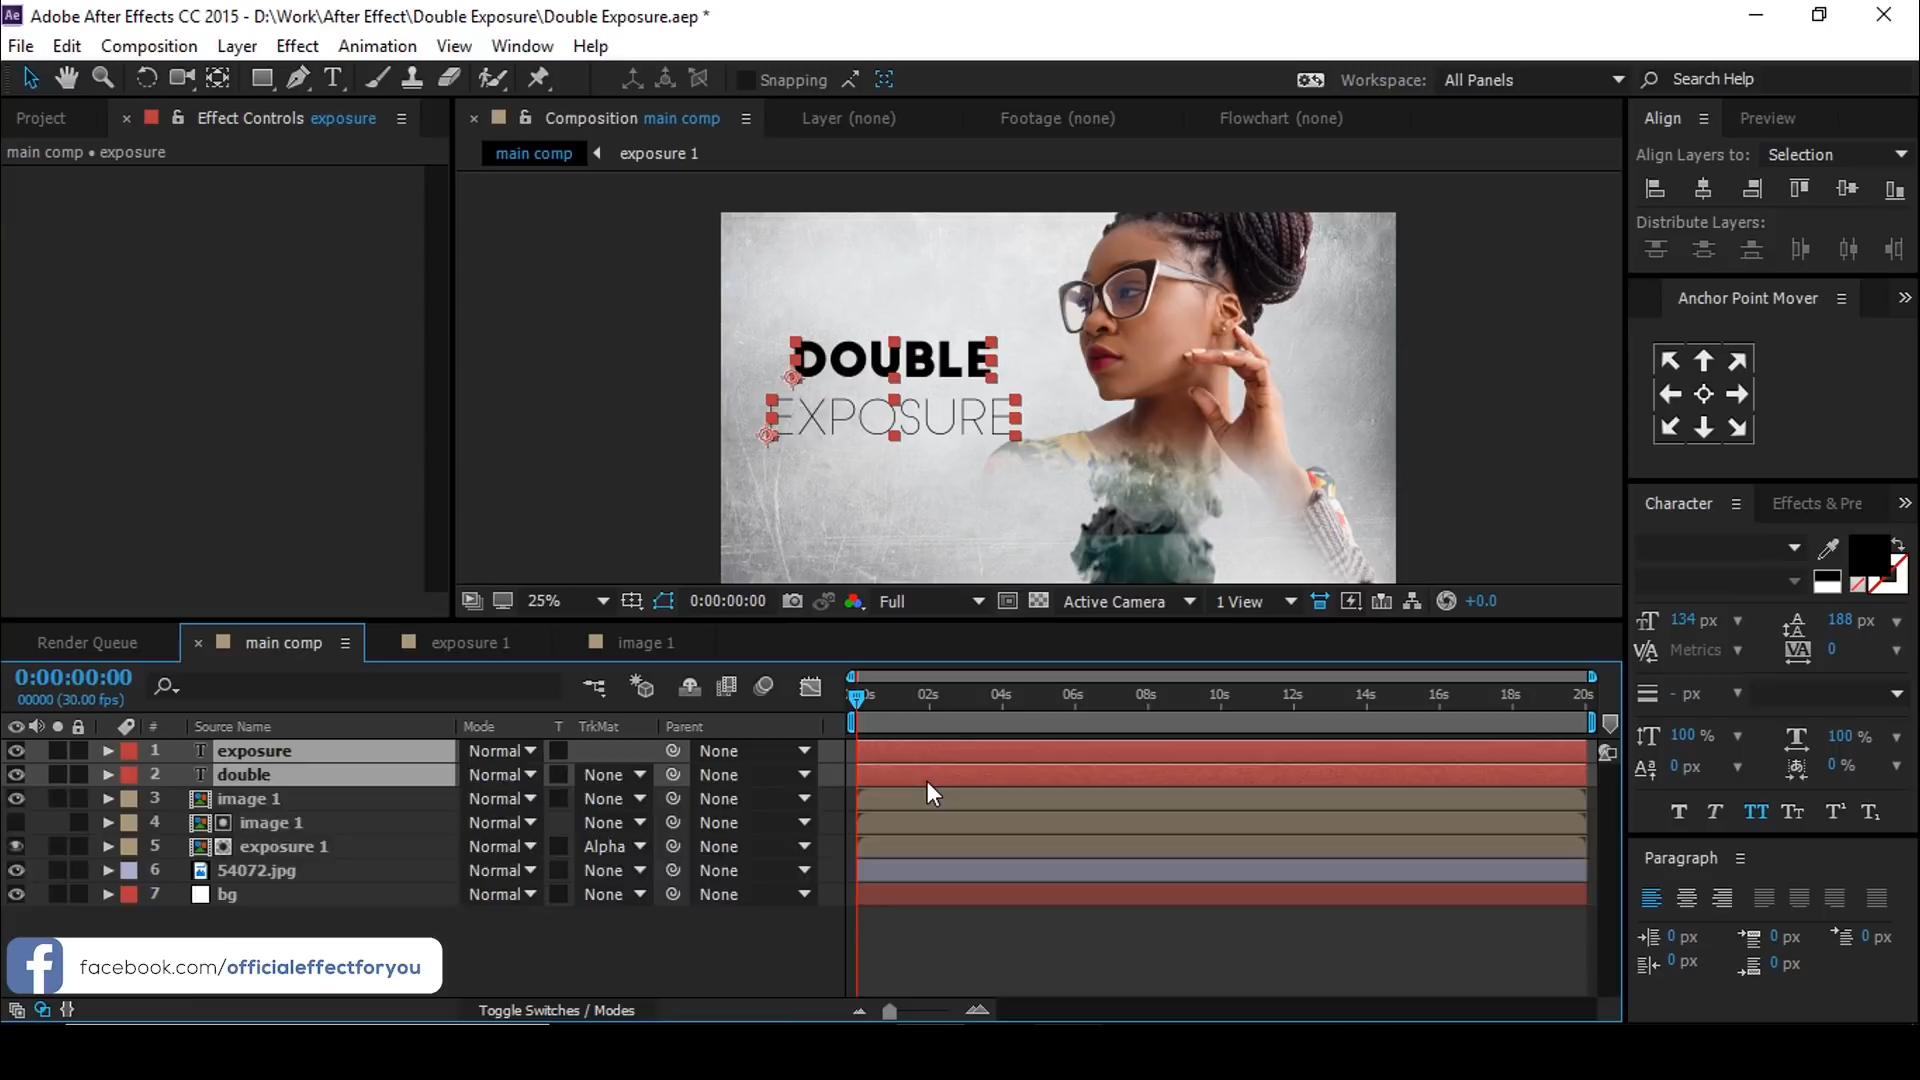 Adobe After Effects CC 2015 - D:\Work\After Effect\Double Exposure\Double Exposure.aep *
File Edit Composition Layer Effect Animation View Window Help
Snapping
Workspace: All Panels
Search Help
Project
Effect Controls exposure
Composition main comp
Layer (none)
Footage (none)
Flowchart (none)
Align
Preview
main comp • exposure
main comp
exposure 1
Align Layers to: Selection
Distribute Layers:
Anchor Point Mover
DOUBLE
EXPOSURE
Character
Effects & Pre
25%
0:00:00:00
Full
Active Camera
1 View
+0.0
134 px
188 px
Metrics
0
- px
100 %
100 %
0 px
0 %
Render Queue
main comp
exposure 1
image 1
0:00:00:00
00000 (30.00 fps)
02s 04s 06s 08s 10s 12s 14s 16s 18s 20s
# Source Name Mode T TrkMat Parent
1 exposure Normal None
2 double Normal None None
3 image 1 Normal None None
4 image 1 Normal None None
5 exposure 1 Normal Alpha None
6 54072.jpg Normal None None
7 bg Normal None None
Paragraph
0 px 0 px 0 px
0 px 0 px
facebook.com/officialeffectforyou
Toggle Switches / Modes